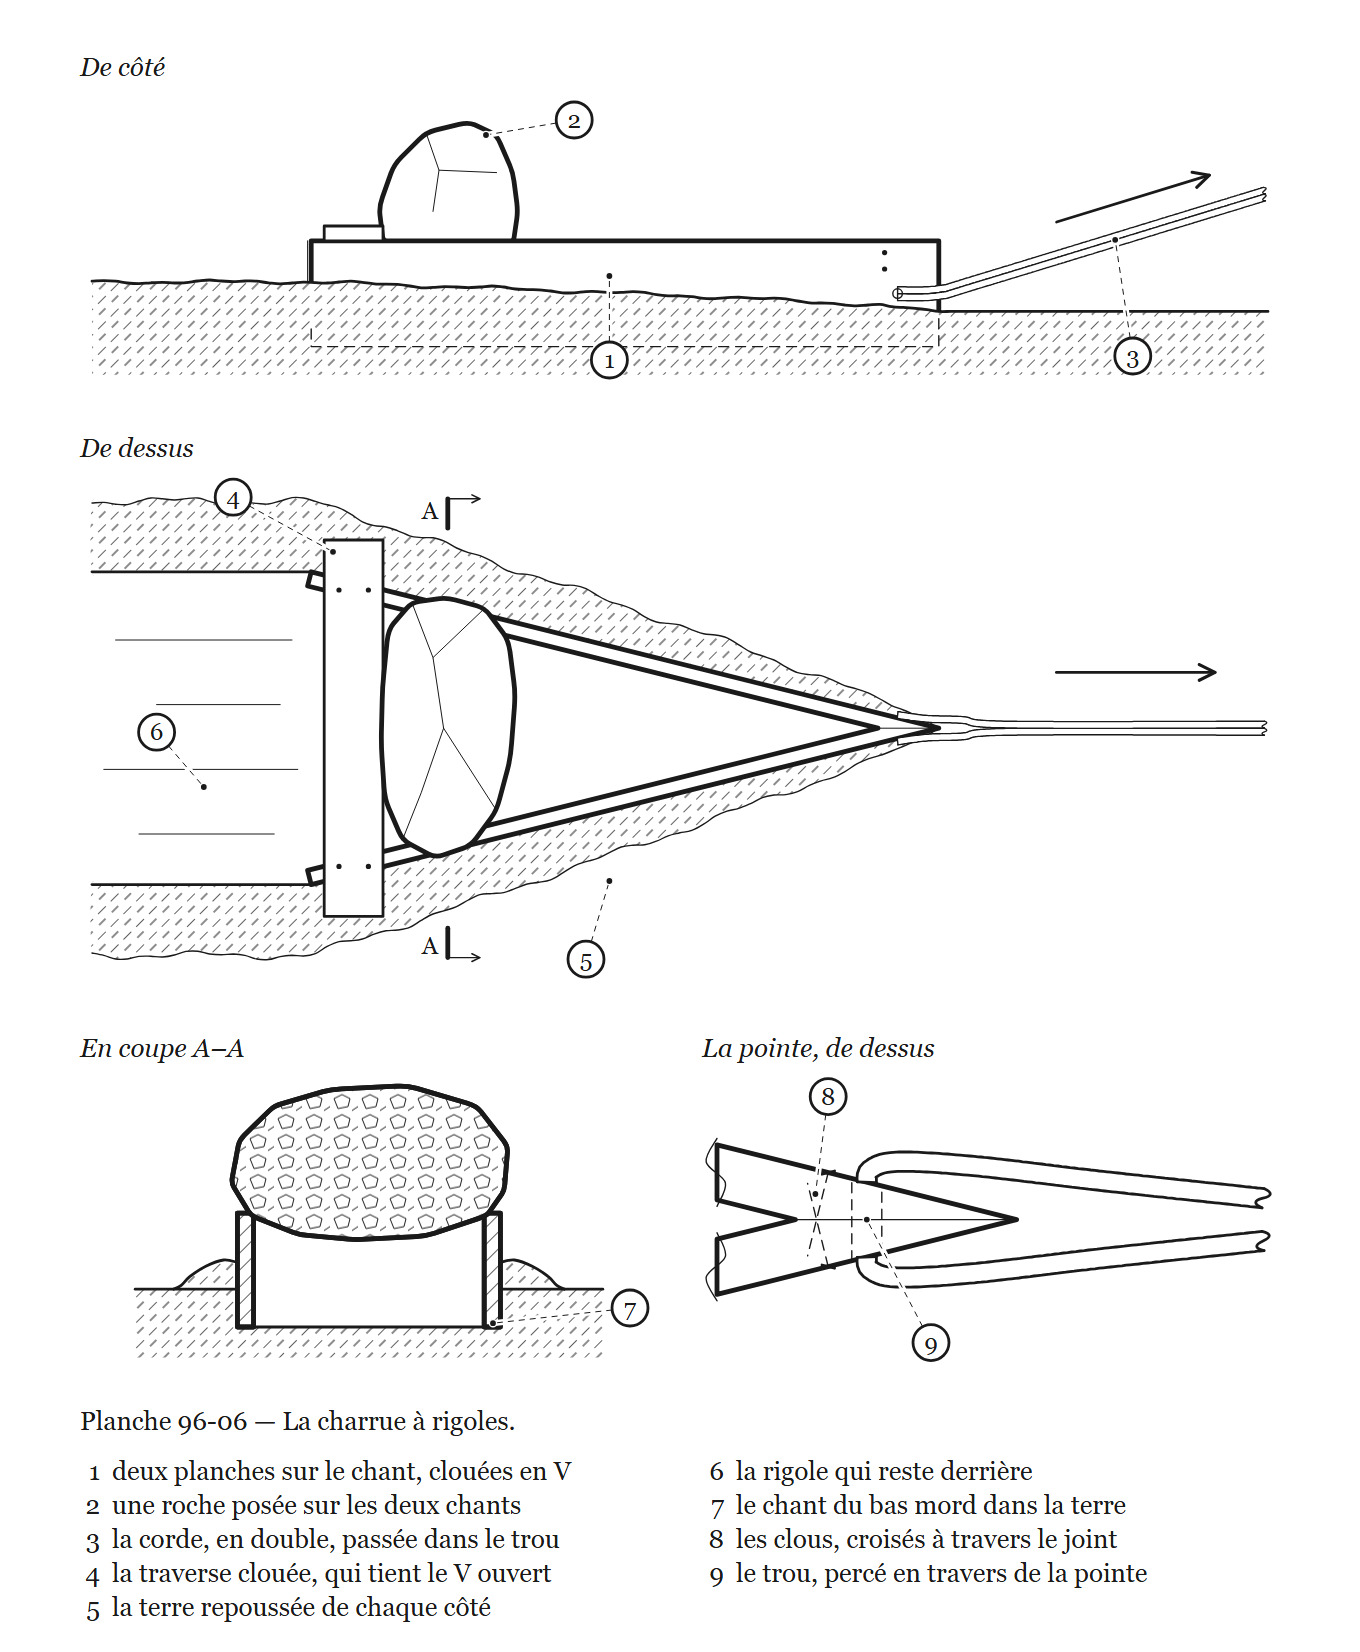 De côté
2
1
3
De dessus
4
A
6
A
5
En coupe A–A
La pointe, de dessus
8
7
9
Planche 96-06 — La charrue à rigoles.
1 deux planches sur le chant, clouées en V
2 une roche posée sur les deux chants
3 la corde, en double, passée dans le trou
4 la traverse clouée, qui tient le V ouvert
5 la terre repoussée de chaque côté
6 la rigole qui reste derrière
7 le chant du bas mord dans la terre
8 les clous, croisés à travers le joint
9 le trou, percé en travers de la pointe